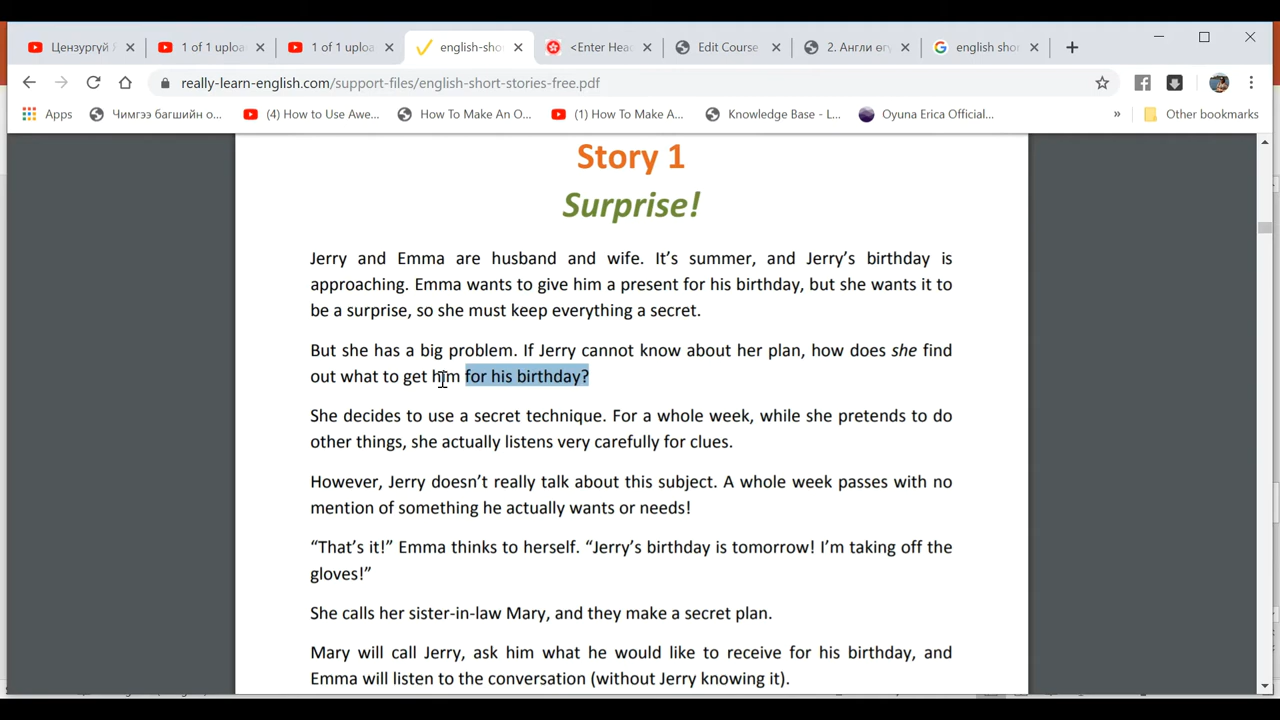 Цензургүй
1 of 1 uploa
1 of 1 uploa
english-sho
<Enter Hea
Edit Course
2. Англи өгү
english shor
really-learn-english.com/support-files/english-short-stories-free.pdf
Apps
Чимгээ багшийн о...
(4) How to Use Awe...
How To Make An O...
(1) How To Make A...
Knowledge Base - L...
Oyuna Erica Official...
»
Other bookmarks
Story 1
Surprise!
Jerry and Emma are husband and wife. It’s summer, and Jerry’s birthday is
approaching. Emma wants to give him a present for his birthday, but she wants it to
be a surprise, so she must keep everything a secret.
But she has a big problem. If Jerry cannot know about her plan, how does she find
out what to get him for his birthday?
She decides to use a secret technique. For a whole week, while she pretends to do
other things, she actually listens very carefully for clues.
However, Jerry doesn’t really talk about this subject. A whole week passes with no
mention of something he actually wants or needs!
“That’s it!” Emma thinks to herself. “Jerry’s birthday is tomorrow! I’m taking off the
gloves!”
She calls her sister-in-law Mary, and they make a secret plan.
Mary will call Jerry, ask him what he would like to receive for his birthday, and
Emma will listen to the conversation (without Jerry knowing it).